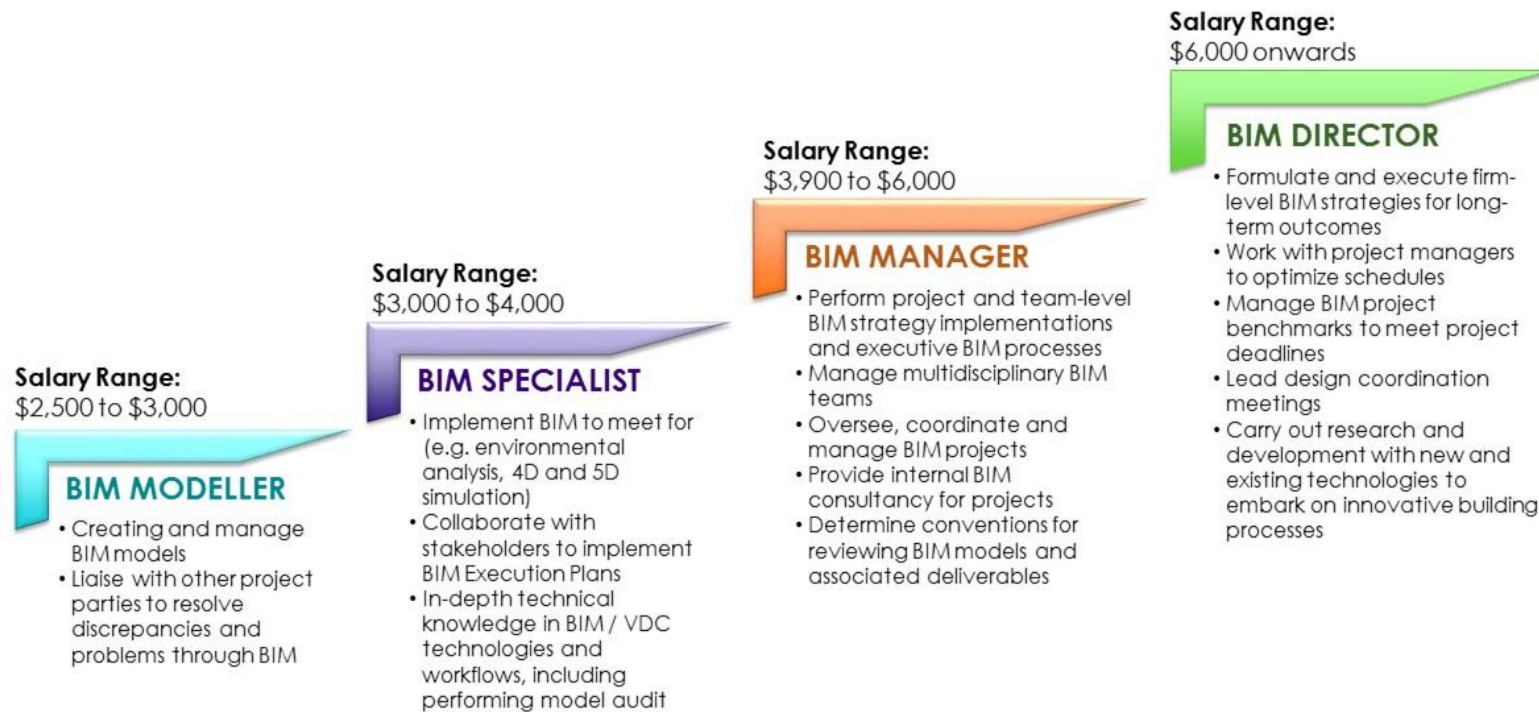 Salary Range:
$2,500 to $3,000
BIM MODELLER
• Creating and manage
BIM models
• Liaise with other project
parties to resolve
discrepancies and
problems through BIM
Salary Range:
$3,000 to $4,000
BIM SPECIALIST
• Implement BIM to meet for
(e.g. environmental
analysis, 4D and 5D
simulation)
• Collaborate with
stakeholders to implement
BIM Execution Plans
• In-depth technical
knowledge in BIM / VDC
technologies and
workflows, including
performing model audit
Salary Range:
$3,900 to $6,000
BIM MANAGER
• Perform project and team-level
BIM strategy implementations
and executive BIM processes
• Manage multidisciplinary BIM
teams
• Oversee, coordinate and
manage BIM projects
• Provide internal BIM
consultancy for projects
• Determine conventions for
reviewing BIM models and
associated deliverables
Salary Range:
$6,000 onwards
BIM DIRECTOR
• Formulate and execute firm-
level BIM strategies for long-
term outcomes
• Work with project managers
to optimize schedules
• Manage BIM project
benchmarks to meet project
deadlines
• Lead design coordination
meetings
• Carry out research and
development with new and
existing technologies to
embark on innovative building
processes